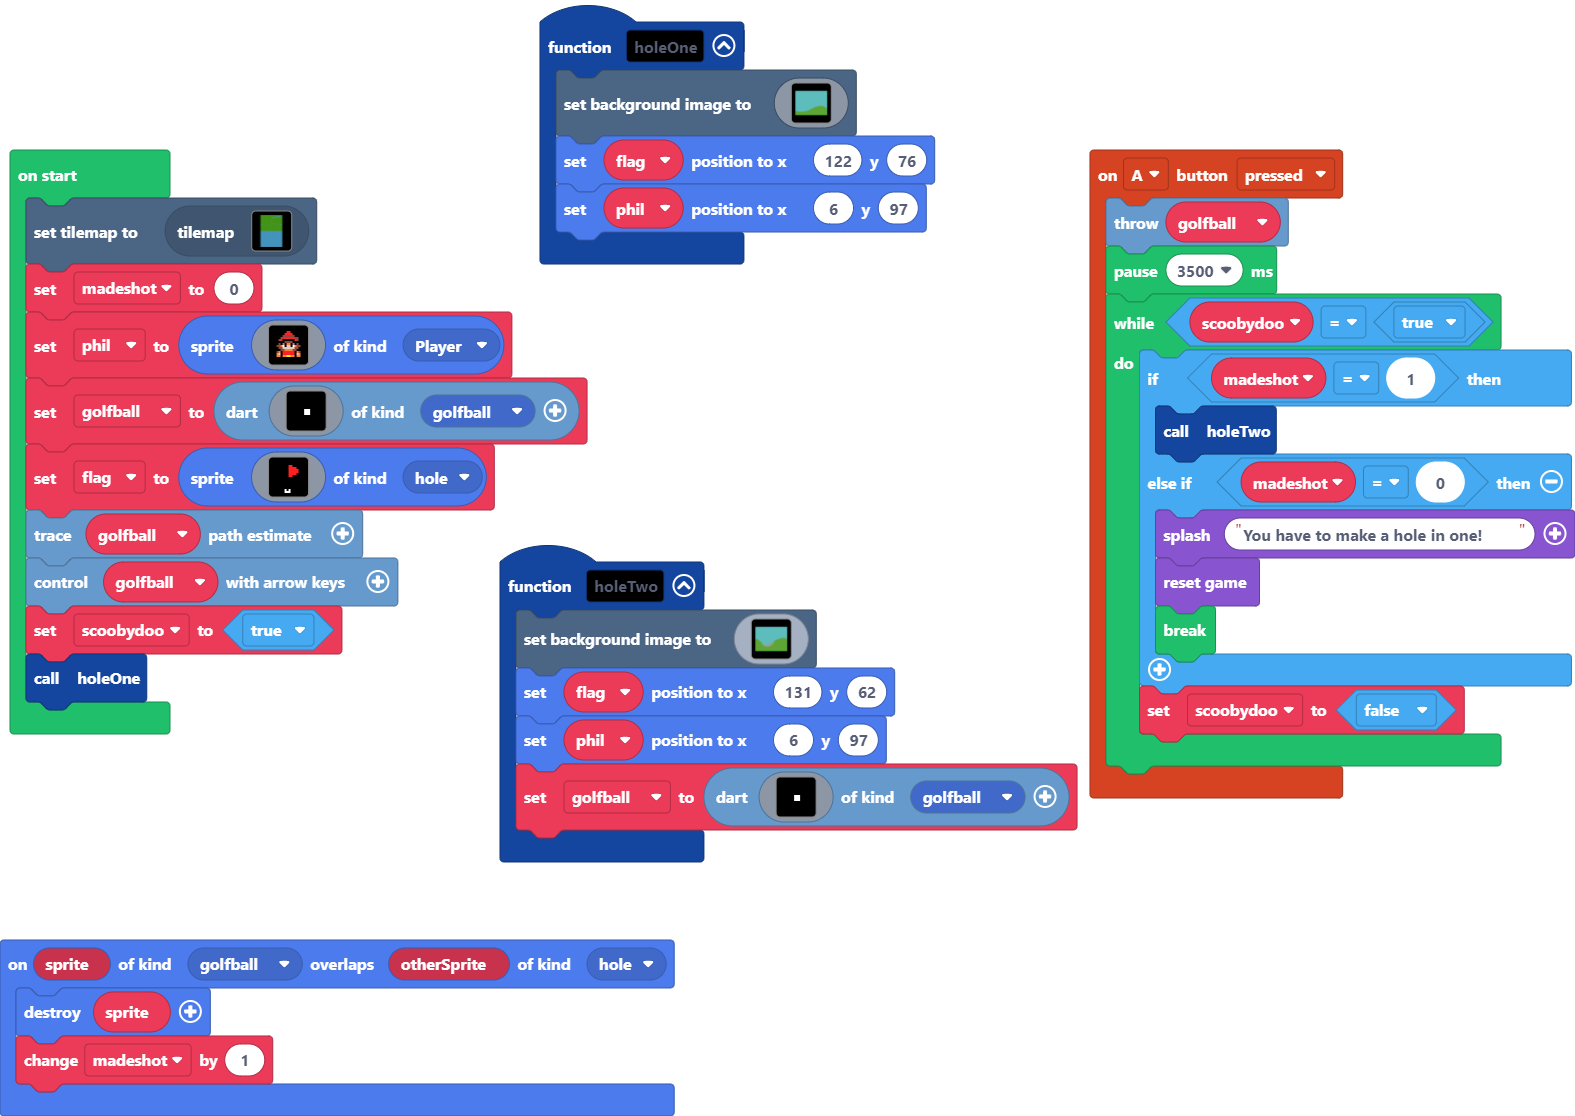 function holeOne
set background image to
set flag position to x 122 y 76
set phil position to x 6 y 97
on start
set tilemap to tilemap
set madeshot to 0
set phil to sprite of kind Player
set golfball to dart of kind golfball
set flag to sprite of kind hole
trace golfball path estimate
control golfball with arrow keys
set scoobydoo to true
call holeOne
on A button pressed
throw golfball
pause 3500 ms
while scoobydoo = true
do
if madeshot = 1 then
call holeTwo
else if madeshot = 0 then
splash "You have to make a hole in one! "
reset game
break
set scoobydoo to false
function holeTwo
set background image to
set flag position to x 131 y 62
set phil position to x 6 y 97
set golfball to dart of kind golfball
on sprite of kind golfball overlaps otherSprite of kind hole
destroy sprite
change madeshot by 1